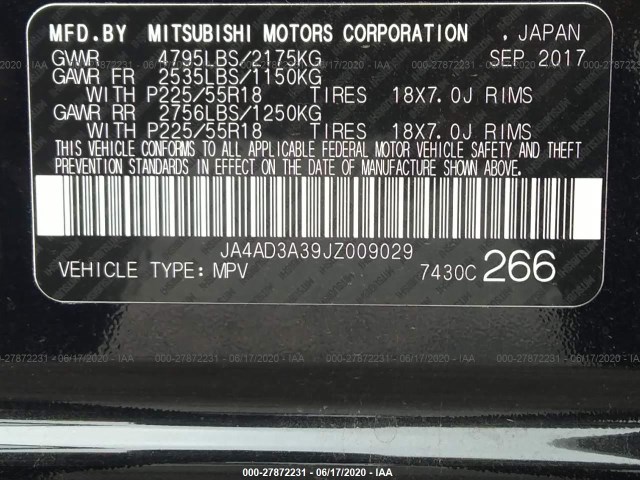 MFD.BY MITSUBISHI MOTORS CORPORATION . JAPAN
GVWR 4795LBS/2175KG SEP 2017
GAWR FR 2535LBS/1150KG
WITH P225/55R18 TIRES 18X7.0J RIMS
GAWR RR 2756LBS/1250KG
WITH P225/55R18 TIRES 18X7.0J RIMS
THIS VEHICLE CONFORMS TO ALL APPLICABLE FEDERAL MOTOR VEHICLE SAFETY AND THEFT
PREVENTION STANDARDS IN EFFECT ON THE DATE OF MANUFACTURE SHOWN ABOVE.
JA4AD3A39JZ009029
VEHICLE TYPE: MPV 7430C 266
000-27872231 - 06/17/2020 - IAA